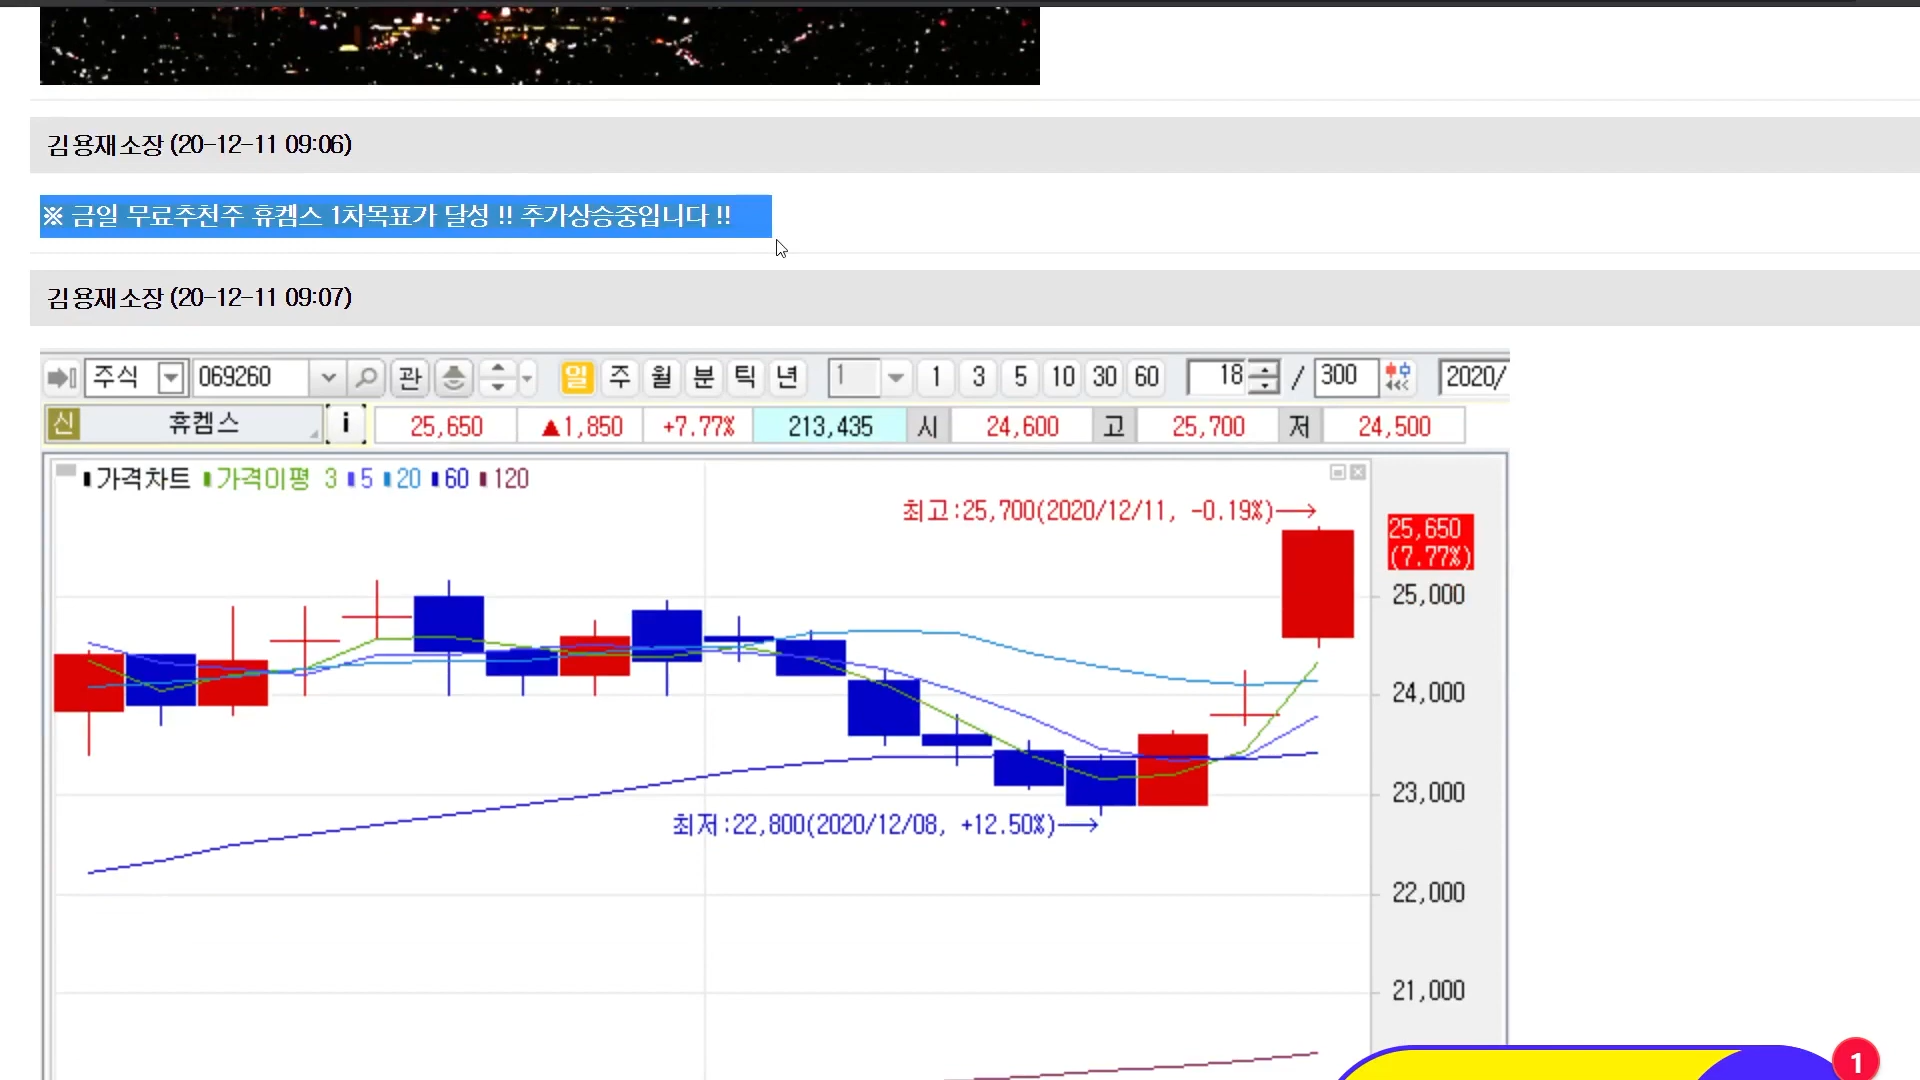 김용재소장 (20-12-11 09:06)
※ 금일 무료추천주 휴켐스 1차목표가 달성 !! 추가상승중입니다 !!
김용재소장 (20-12-11 09:07)
주식 069260 관 일 주 월 분 틱 년 1 1 3 5 10 30 60 18 / 300 2020/
신 휴켐스 i 25,650 ▲1,850 +7.77% 213,435 시 24,600 고 25,700 저 24,500
가격차트 가격이평 3 5 20 60 120
최고:25,700(2020/12/11, -0.19%)→
25,650
(7.77%)
25,000
24,000
23,000
최저:22,800(2020/12/08, +12.50%)→
22,000
21,000
1